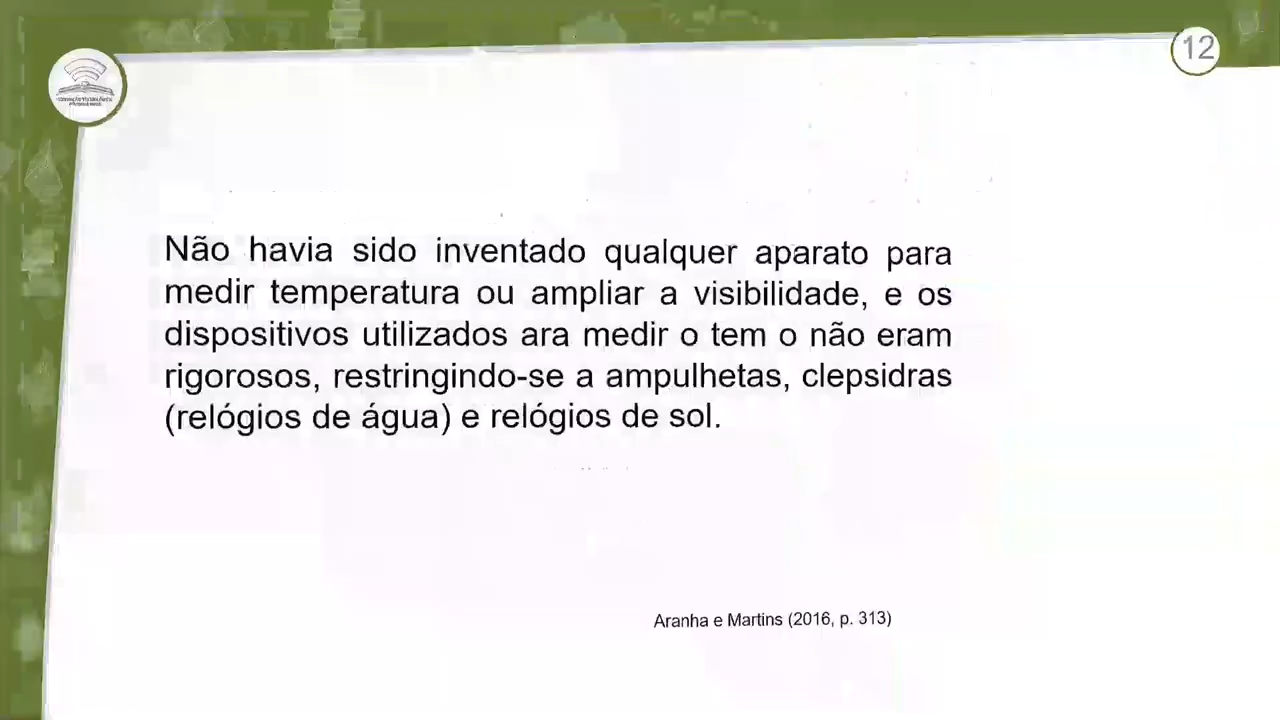 12
Não havia sido inventado qualquer aparato para
medir temperatura ou ampliar a visibilidade, e os
dispositivos utilizados ara medir o tem o não eram
rigorosos, restringindo-se a ampulhetas, clepsidras
(relógios de água) e relógios de sol.
Aranha e Martins (2016, p. 313)